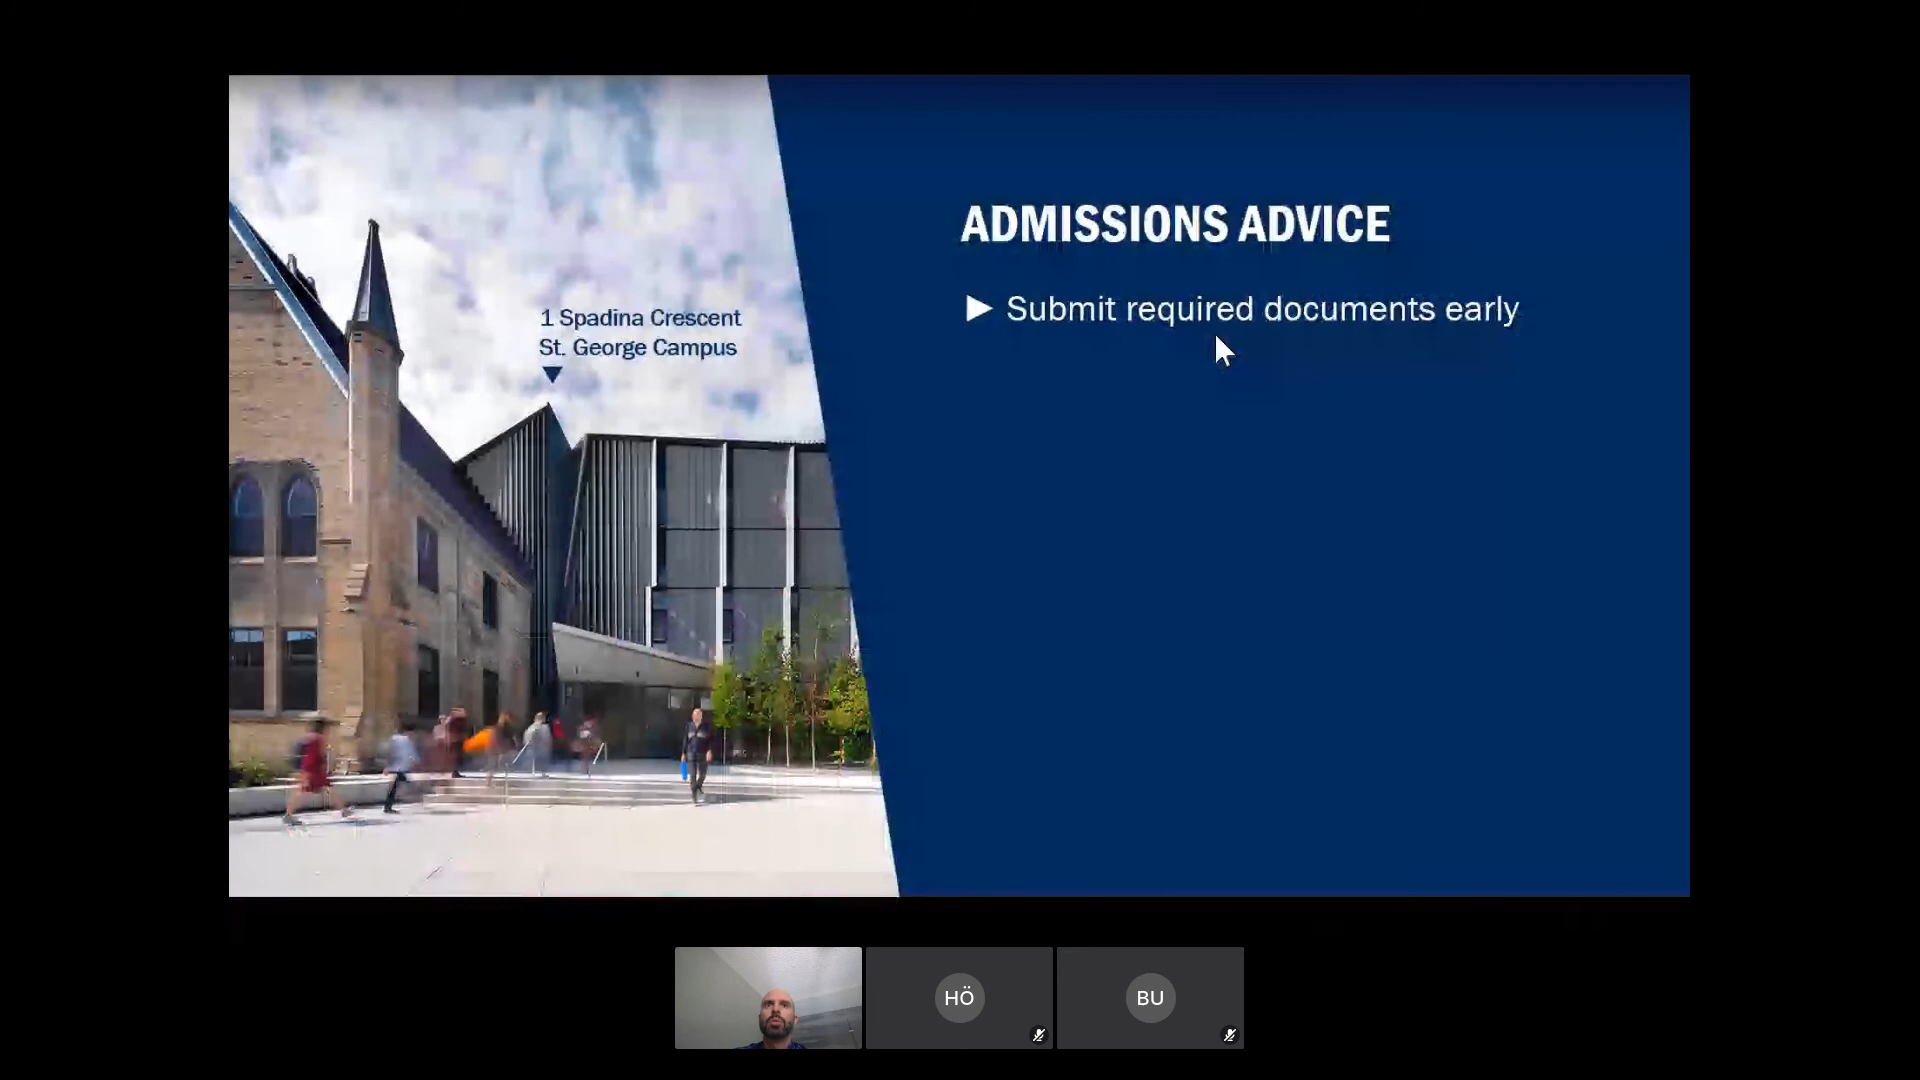 ADMISSIONS ADVICE
▶ Submit required documents early
1 Spadina Crescent
St. George Campus
HÖ
BU